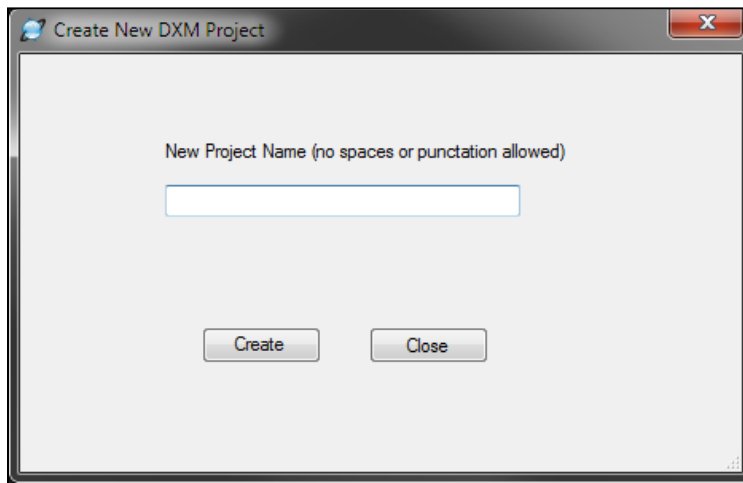 Create New DXM Project
New Project Name (no spaces or punctation allowed)
Create
Close